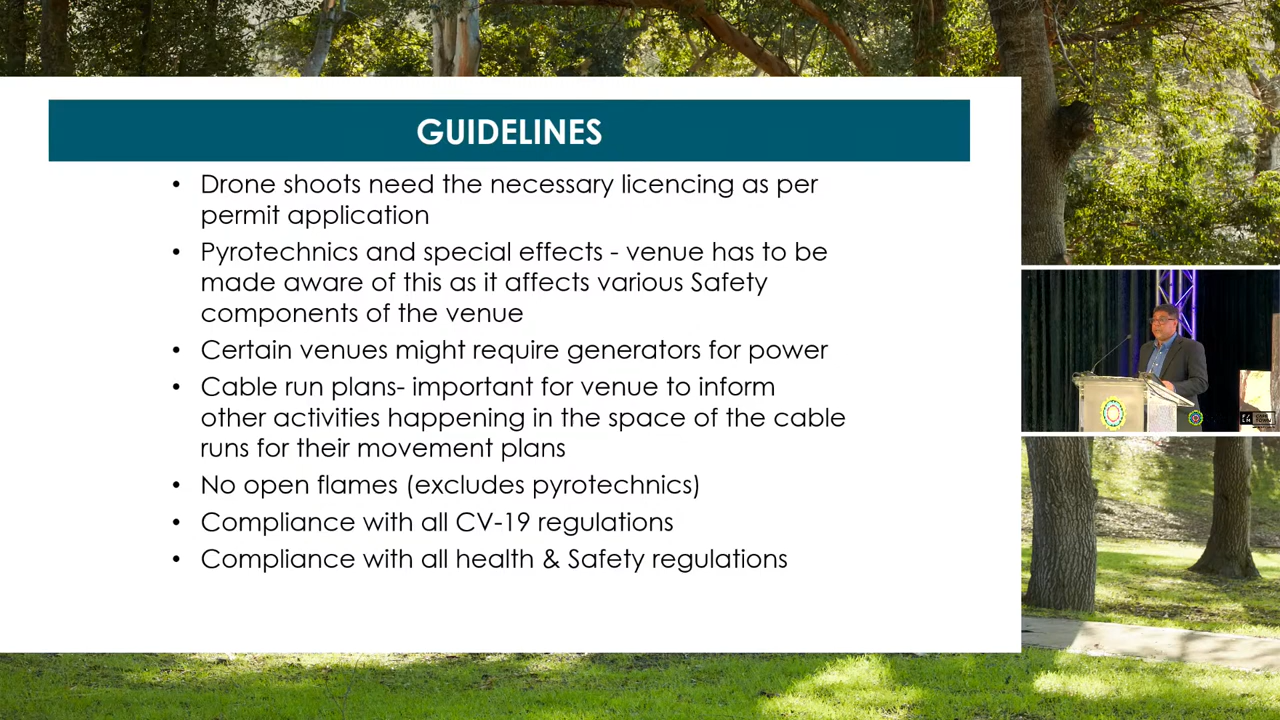 GUIDELINES
• Drone shoots need the necessary licencing as per
permit application
• Pyrotechnics and special effects - venue has to be
made aware of this as it affects various Safety
components of the venue
• Certain venues might require generators for power
• Cable run plans- important for venue to inform
other activities happening in the space of the cable
runs for their movement plans
• No open flames (excludes pyrotechnics)
• Compliance with all CV-19 regulations
• Compliance with all health & Safety regulations